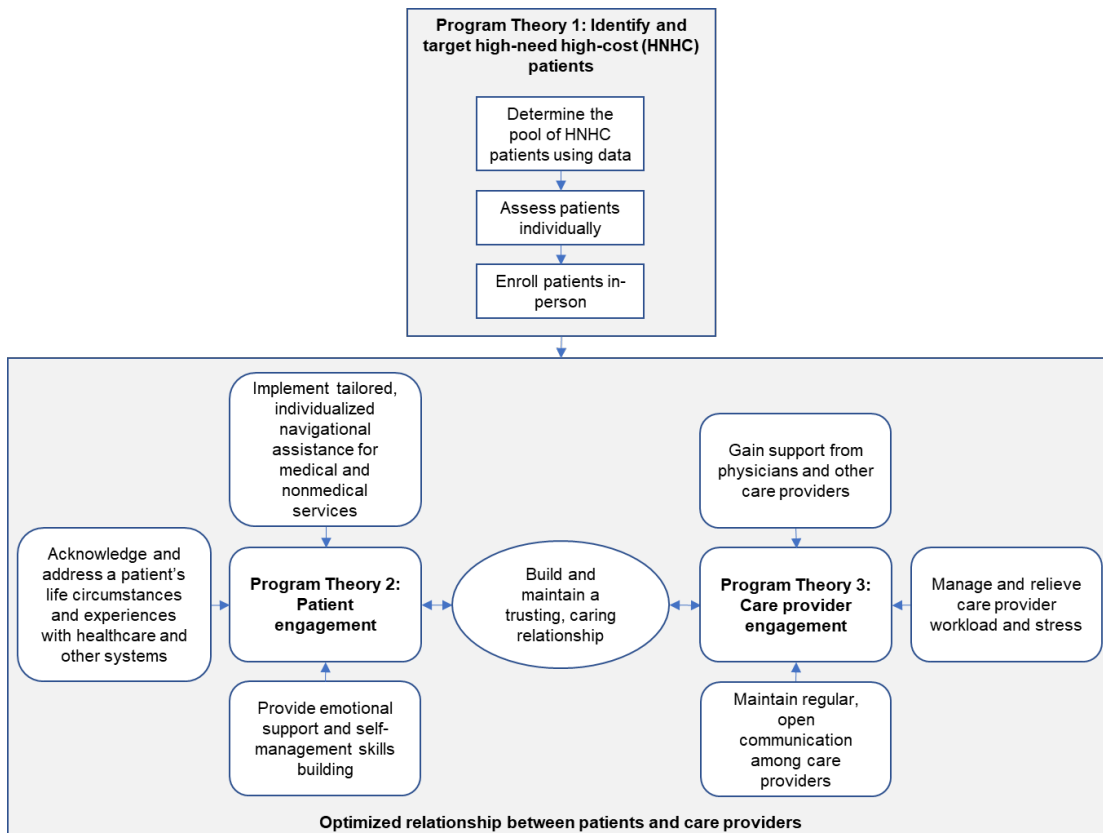 Program Theory 1: Identify and
target high-need high-cost (HNHC)
patients
Determine the
pool of HNHC
patients using data
Assess patients
individually
Enroll patients in-
person
Implement tailored,
individualized
navigational
assistance for
medical and
nonmedical
services
Gain support from
physicians and other
care providers
Acknowledge and
address a patient’s
life circumstances
and experiences
with healthcare and
other systems
Program Theory 2:
Patient
engagement
Build and
maintain a
trusting, caring
relationship
Program Theory 3:
Care provider
engagement
Manage and relieve
care provider
workload and stress
Provide emotional
support and self-
management skills
building
Maintain regular,
open
communication
among care
providers
Optimized relationship between patients and care providers